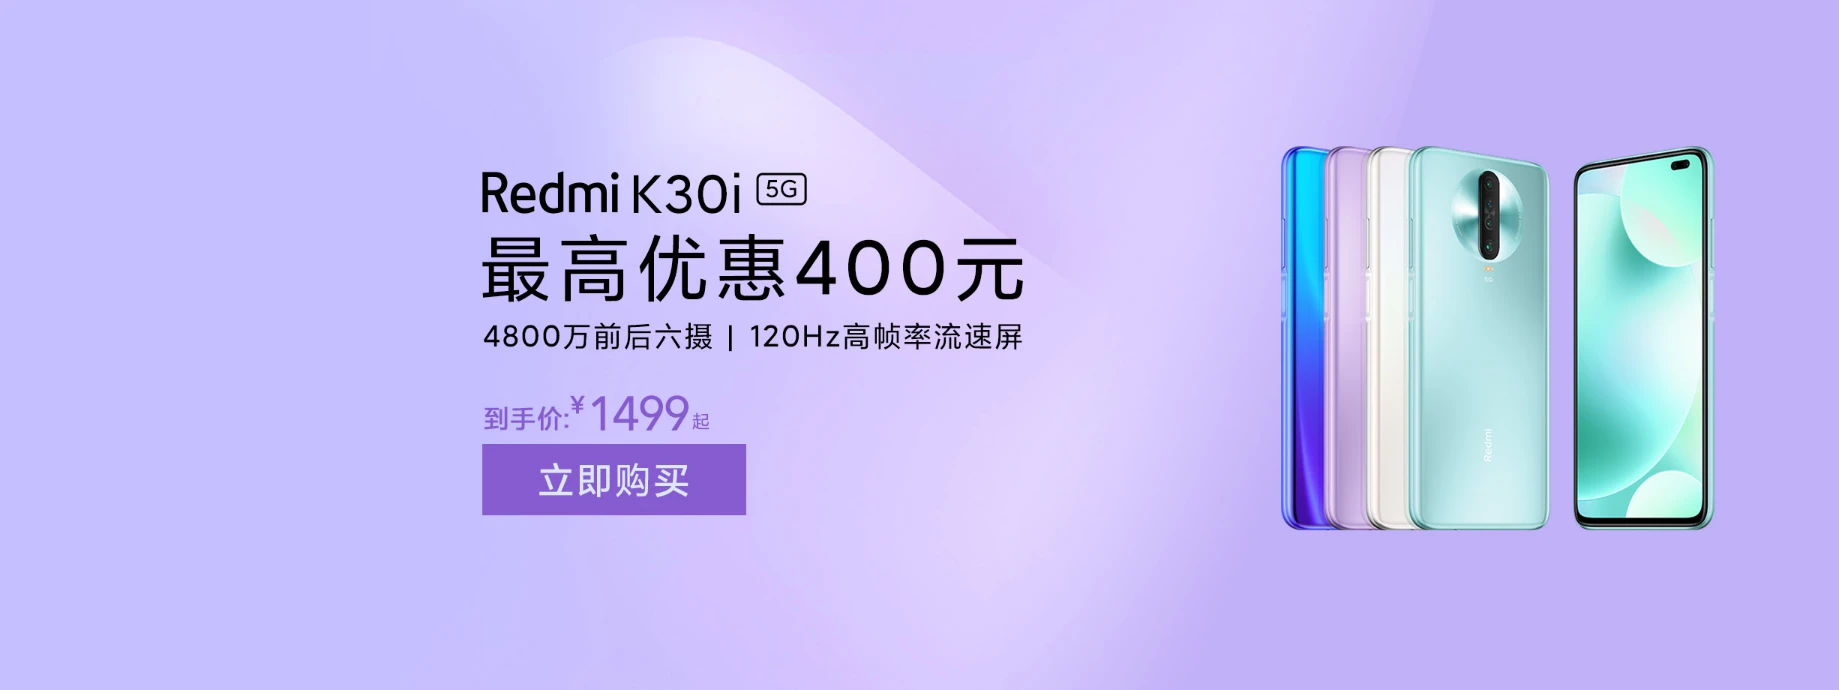 Redmi K30i 5G
最高优惠400元
4800万前后六摄 | 120Hz高帧率流速屏
到手价:¥1499起
立即购买
Redmi